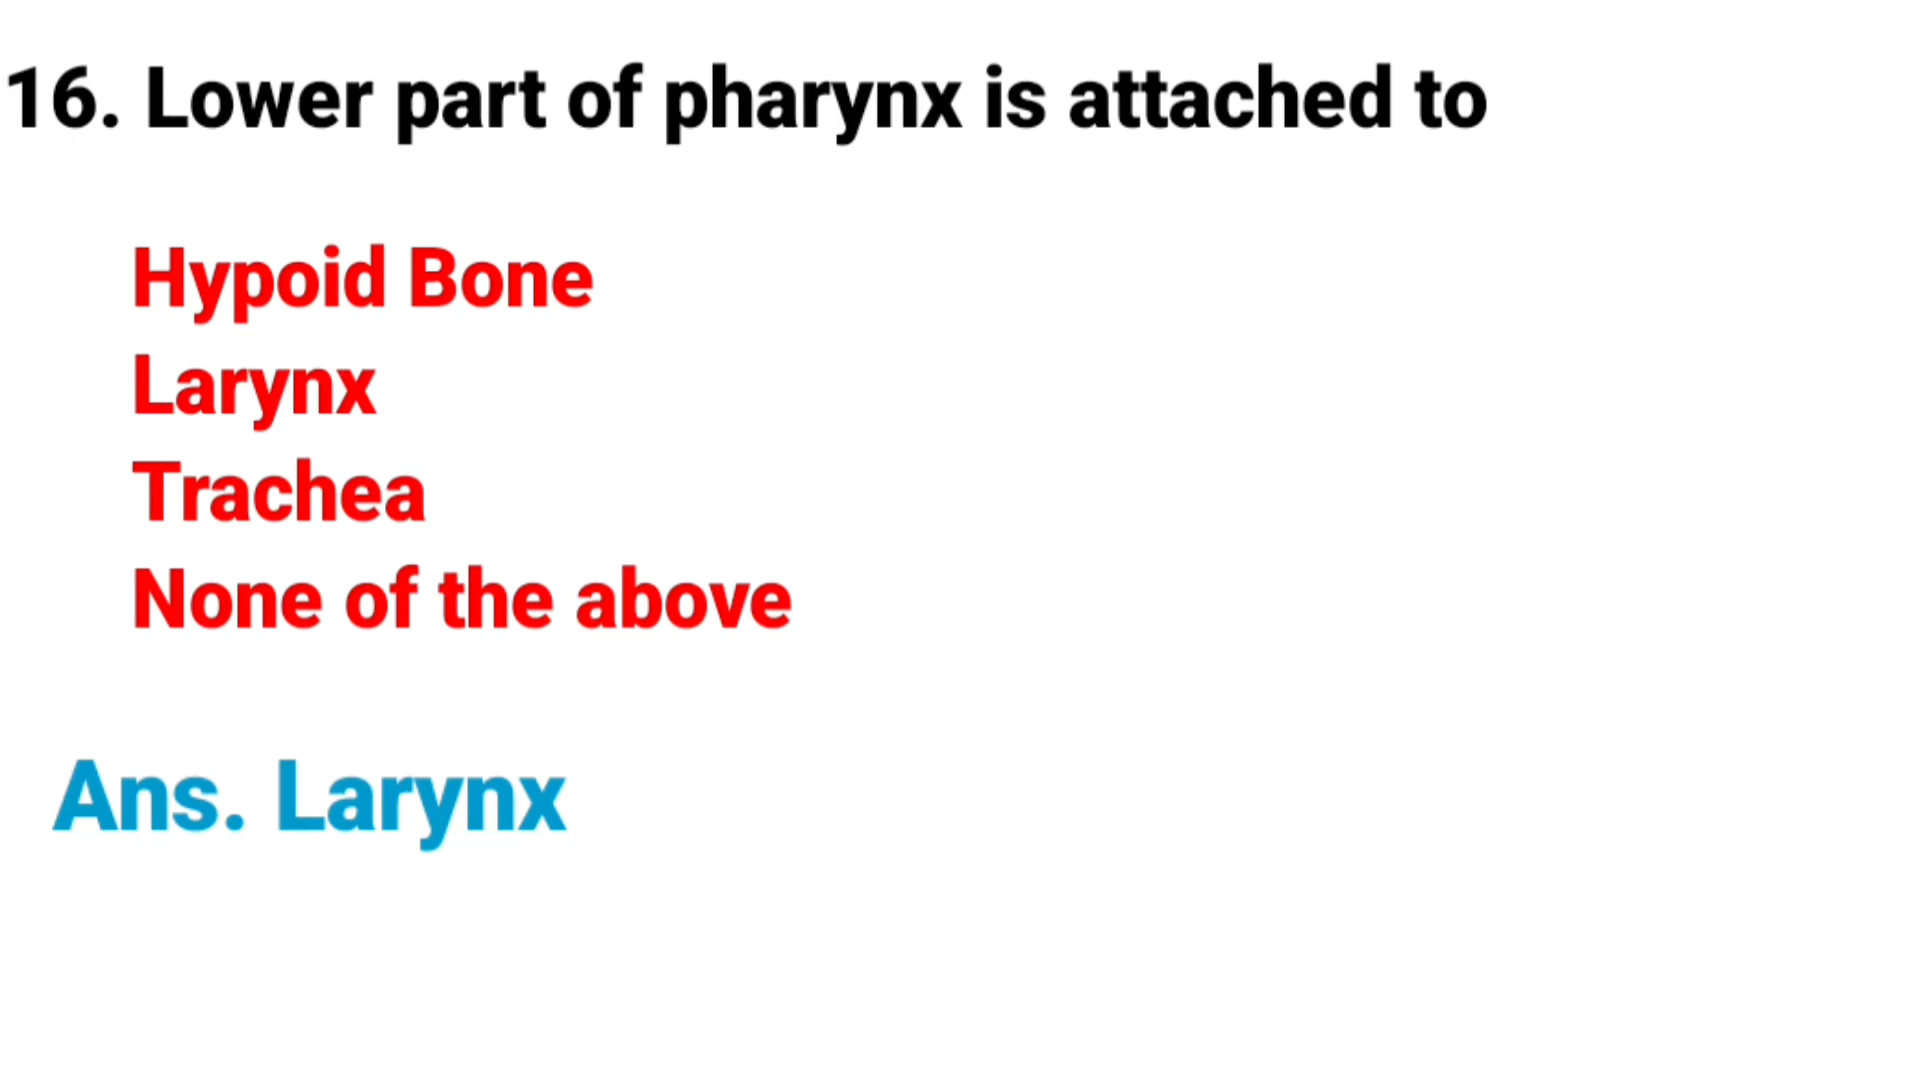 16. Lower part of pharynx is attached to
Hypoid Bone
Larynx
Trachea
None of the above
Ans. Larynx